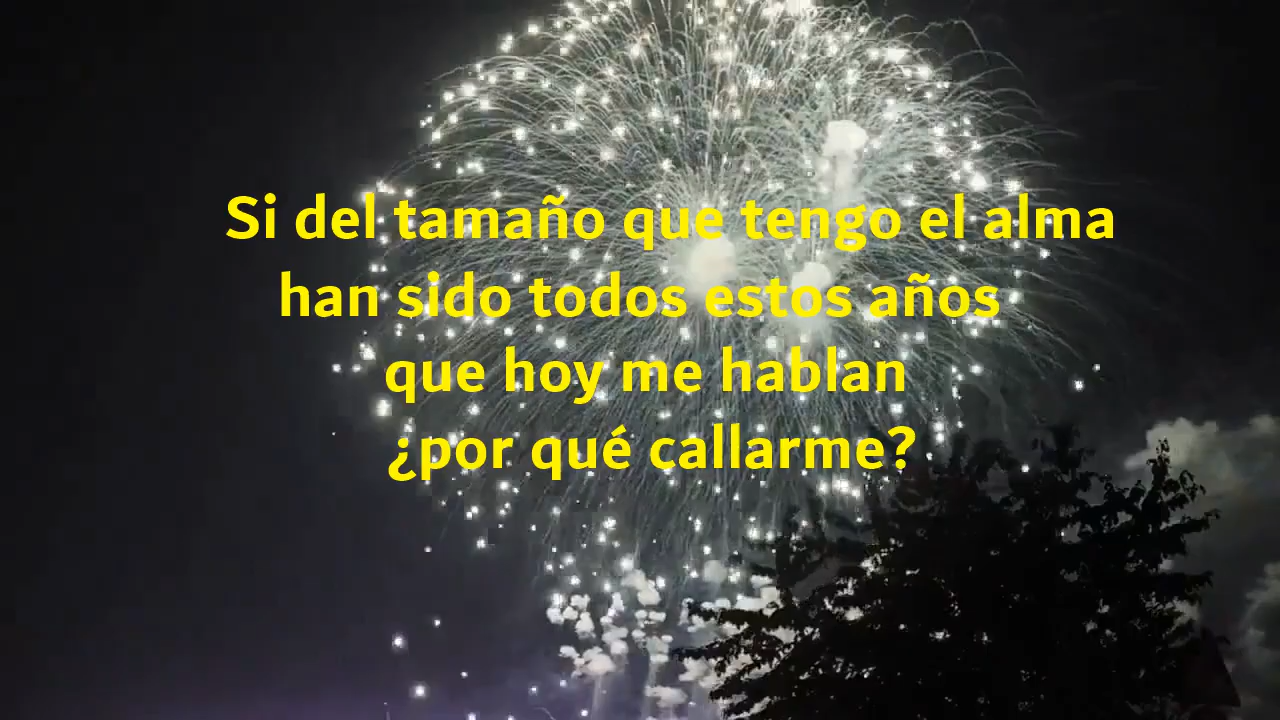 Si del tamaño que tengo el alma
han sido todos estos años
que hoy me hablan
¿por qué callarme?